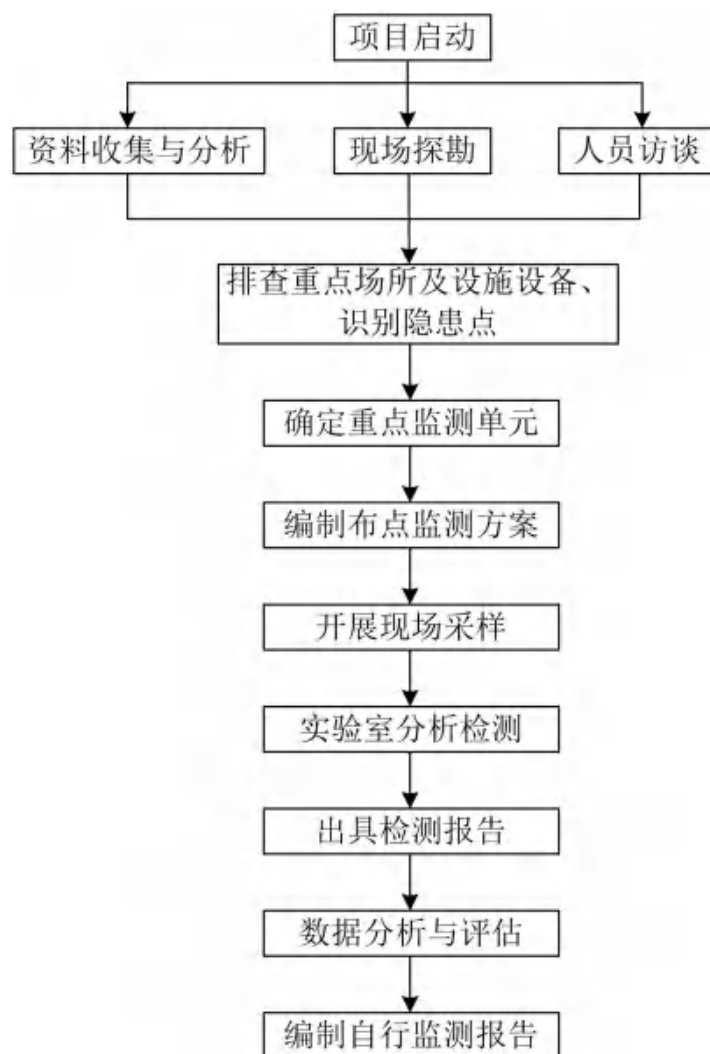 项目启动
资料收集与分析
现场探勘
人员访谈
排查重点场所及设施设备、
识别隐患点
确定重点监测单元
编制布点监测方案
开展现场采样
实验室分析检测
出具检测报告
数据分析与评估
编制自行监测报告